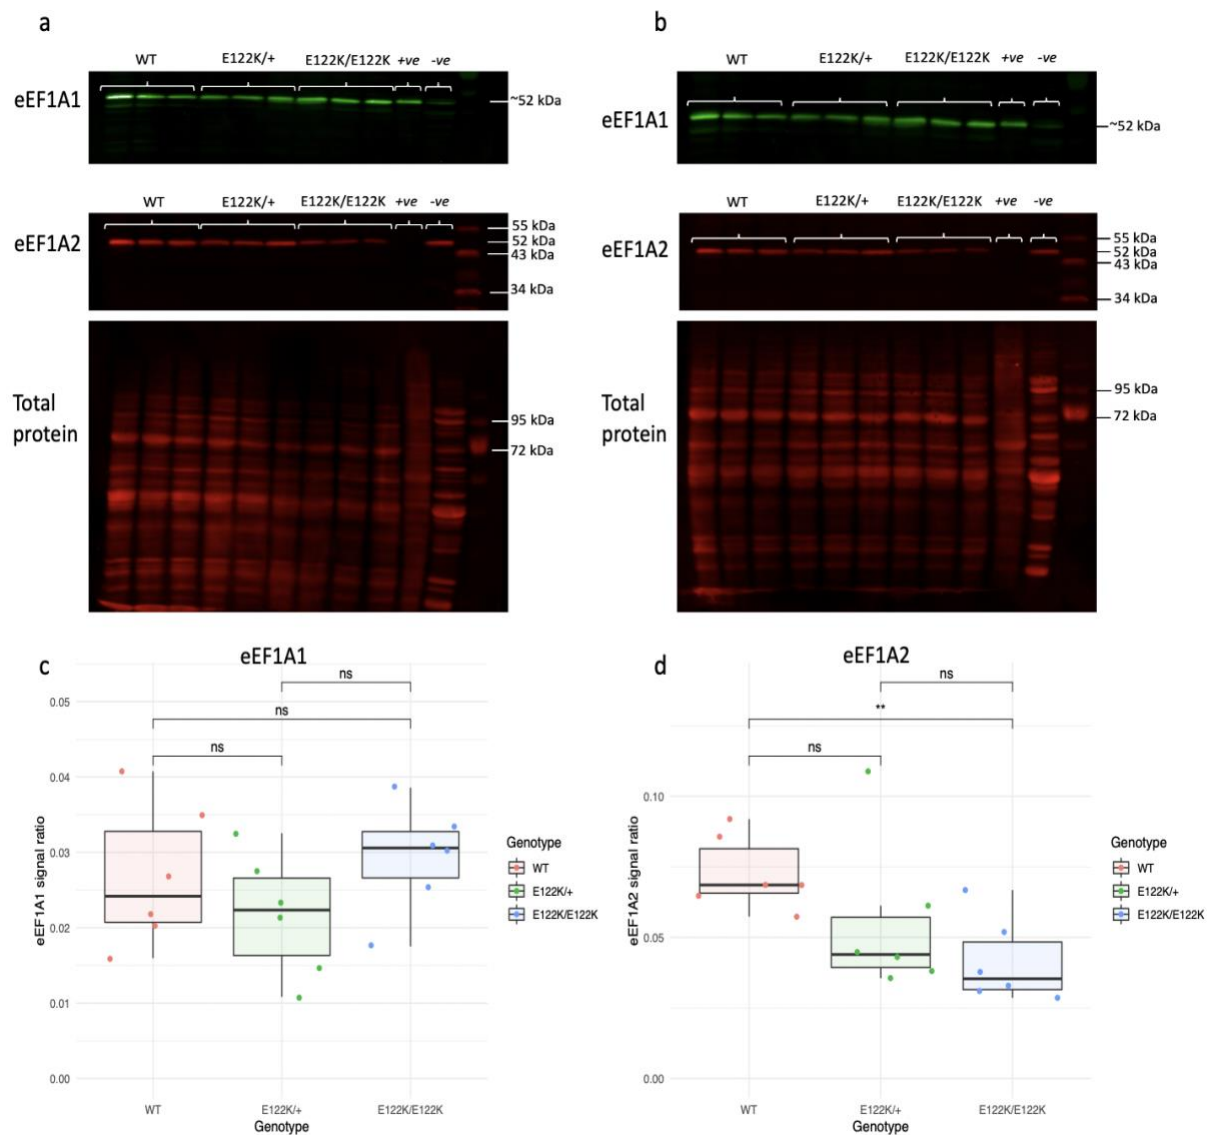 a
WT E122K/+ E122K/E122K +ve -ve
eEF1A1
~52 kDa
WT E122K/+ E122K/E122K +ve -ve
eEF1A2
55 kDa
52 kDa
43 kDa
34 kDa
Total
protein
95 kDa
72 kDa
b
WT E122K/+ E122K/E122K +ve -ve
eEF1A1
~52 kDa
WT E122K/+ E122K/E122K +ve -ve
eEF1A2
55 kDa
52 kDa
43 kDa
34 kDa
Total
protein
95 kDa
72 kDa
c
eEF1A1
ns
ns
ns
0.05
0.04
0.03
0.02
0.01
0.00
eEF1A1 signal ratio
WT E122K/+ E122K/E122K
Genotype
Genotype
WT
E122K/+
E122K/E122K
d
eEF1A2
ns
**
ns
0.10
0.05
0.00
eEF1A2 signal ratio
WT E122K/+ E122K/E122K
Genotype
Genotype
WT
E122K/+
E122K/E122K